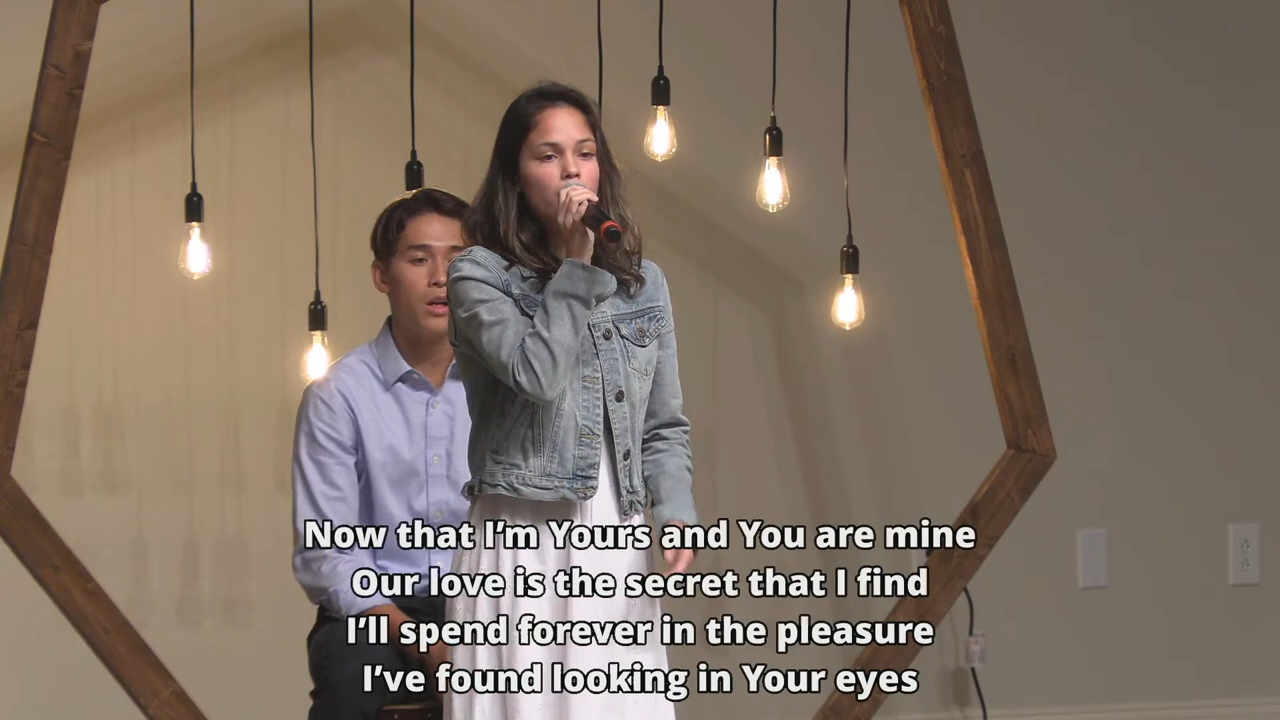 Now that I'm Yours and You are mine
Our love is the secret that I find
I'll spend forever in the pleasure
I've found looking in Your eyes